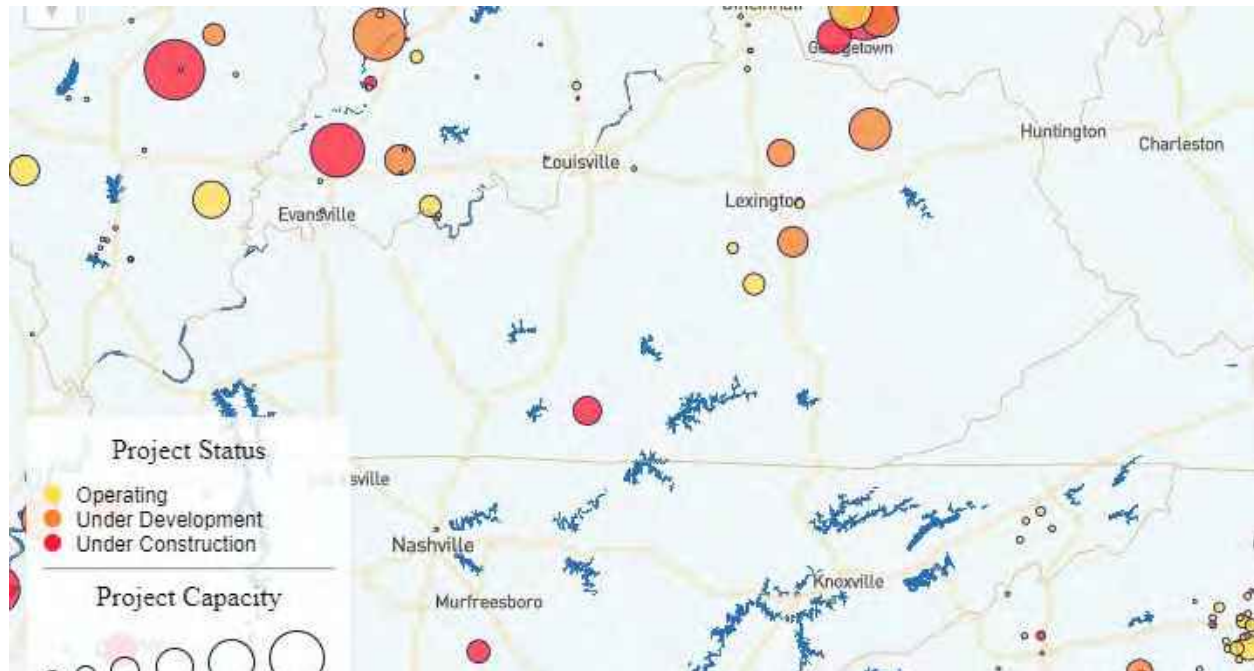 Georgetown
Huntington
Charleston
Louisville
Lexington
Evansville
Project Status
Operating
Under Development
Under Construction
Nashville
Project Capacity
Knoxville
Murfreesboro